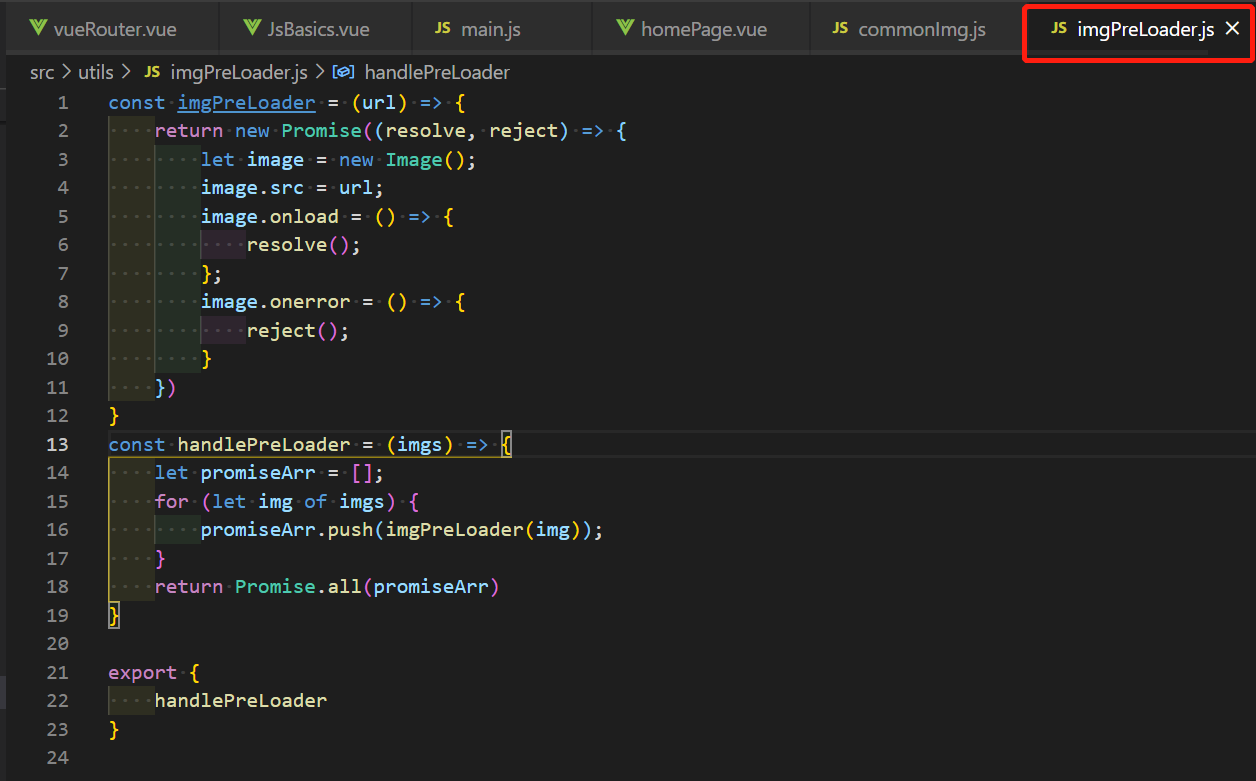 vueRouter.vue JsBasics.vue JS main.js homePage.vue JS commonImg.js JS imgPreLoader.js
src > utils > JS imgPreLoader.js > handlePreLoader
1 const imgPreLoader = (url) => {
2 return new Promise((resolve, reject) => {
3 let image = new Image();
4 image.src = url;
5 image.onload = () => {
6 resolve();
7 };
8 image.onerror = () => {
9 reject();
10 }
11 })
12 }
13 const handlePreLoader = (imgs) => {
14 let promiseArr = [];
15 for (let img of imgs) {
16 promiseArr.push(imgPreLoader(img));
17 }
18 return Promise.all(promiseArr)
19 }
20
21 export {
22 handlePreLoader
23 }
24